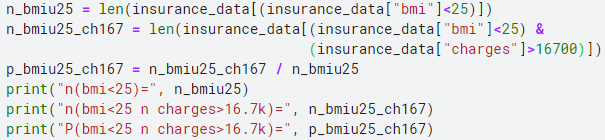 n_bmiu25 = len(insurance_data[(insurance_data["bmi"]<25)])
n_bmiu25_ch167 = len(insurance_data[(insurance_data["bmi"]<25) &
(insurance_data["charges"]>16700)])
p_bmiu25_ch167 = n_bmiu25_ch167 / n_bmiu25
print("n(bmi<25)=", n_bmiu25)
print("n(bmi<25 n charges>16.7k)=", n_bmiu25_ch167)
print("P(bmi<25 n charges>16.7k)=", p_bmiu25_ch167)